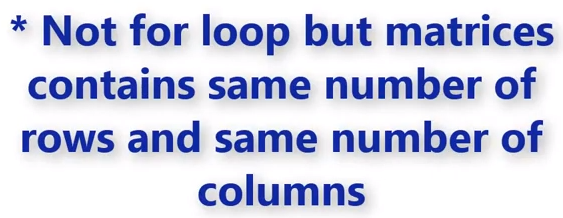 * Not for loop but matrices
contains same number of
rows and same number of
columns